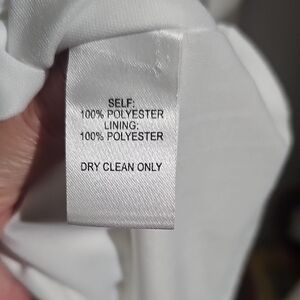 SELF:
100% POLYESTER
LINING:
100% POLYESTER
DRY CLEAN ONLY